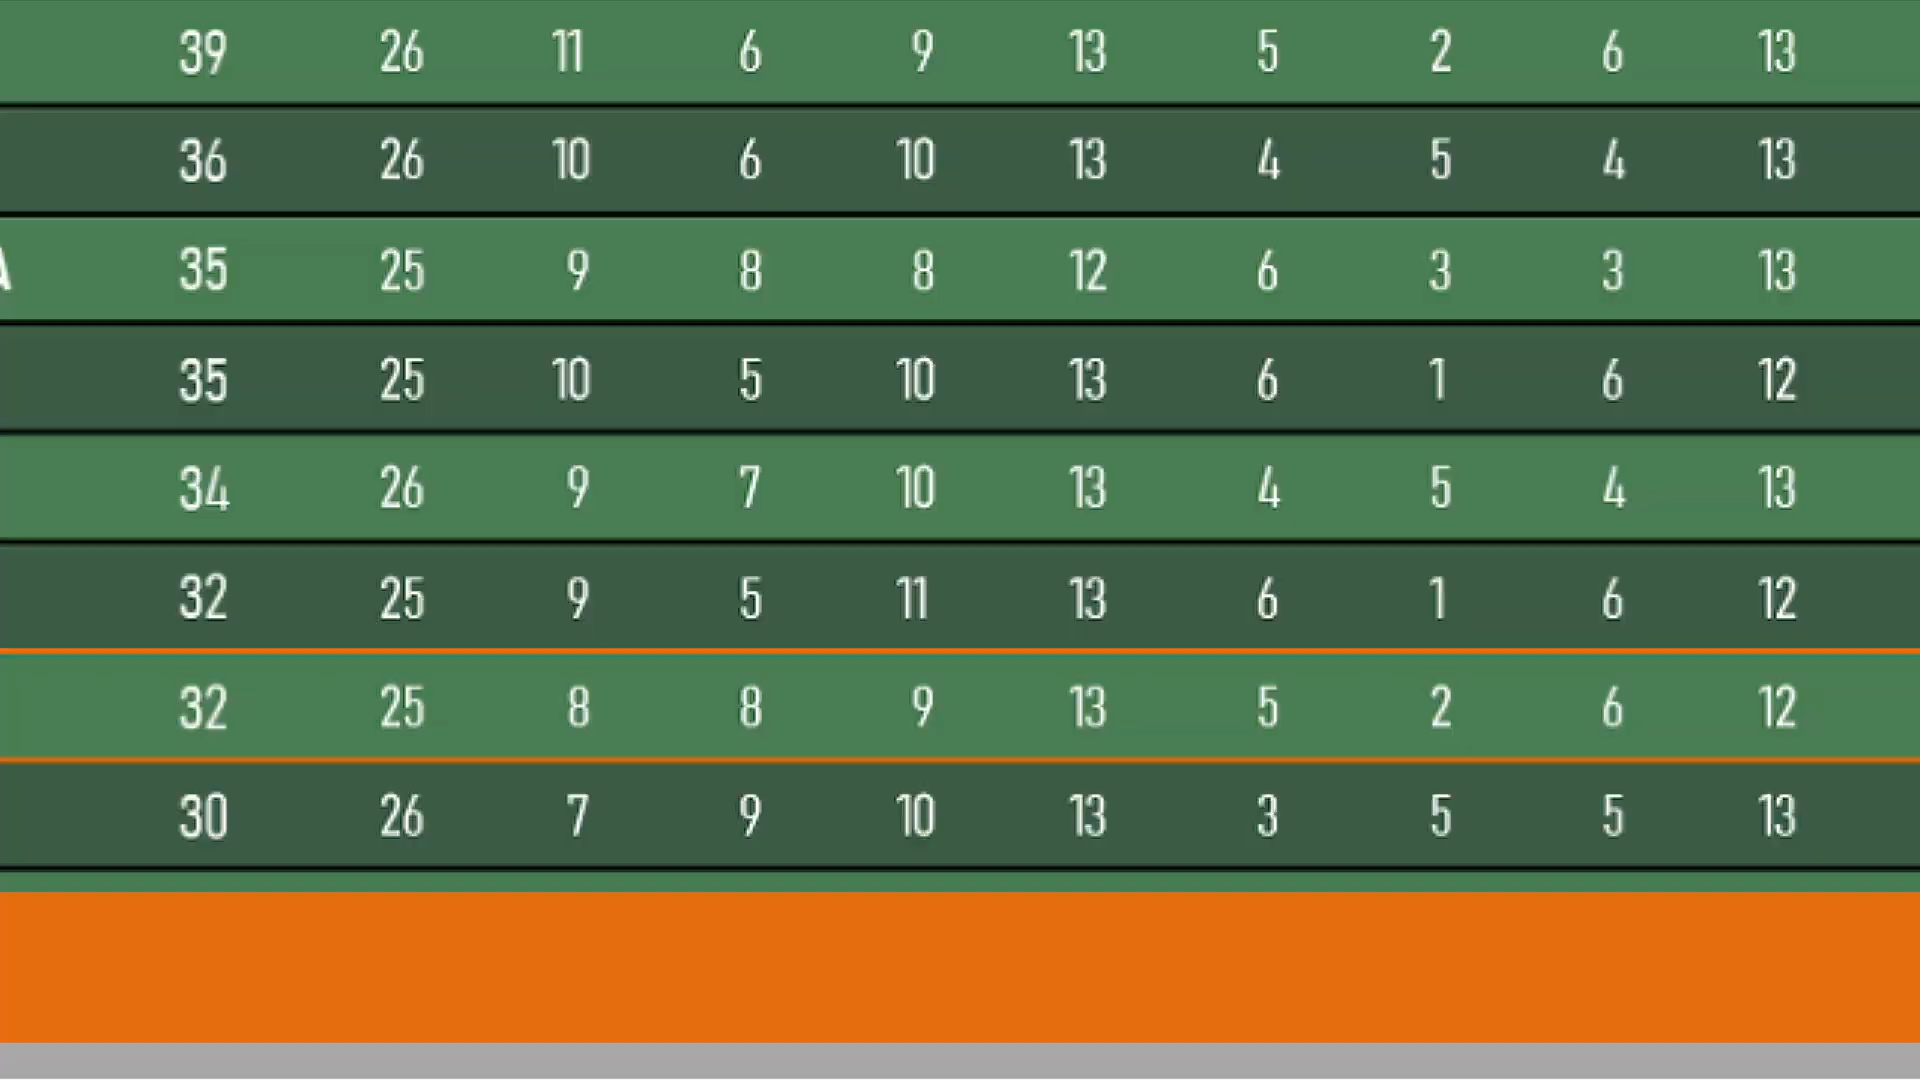 39 26 11 6 9 13 5 2 6 13
36 26 10 6 10 13 4 5 4 13
A 35 25 9 8 8 12 6 3 3 13
35 25 10 5 10 13 6 1 6 12
34 26 9 7 10 13 4 5 4 13
32 25 9 5 11 13 6 1 6 12
32 25 8 8 9 13 5 2 6 12
30 26 7 9 10 13 3 5 5 13